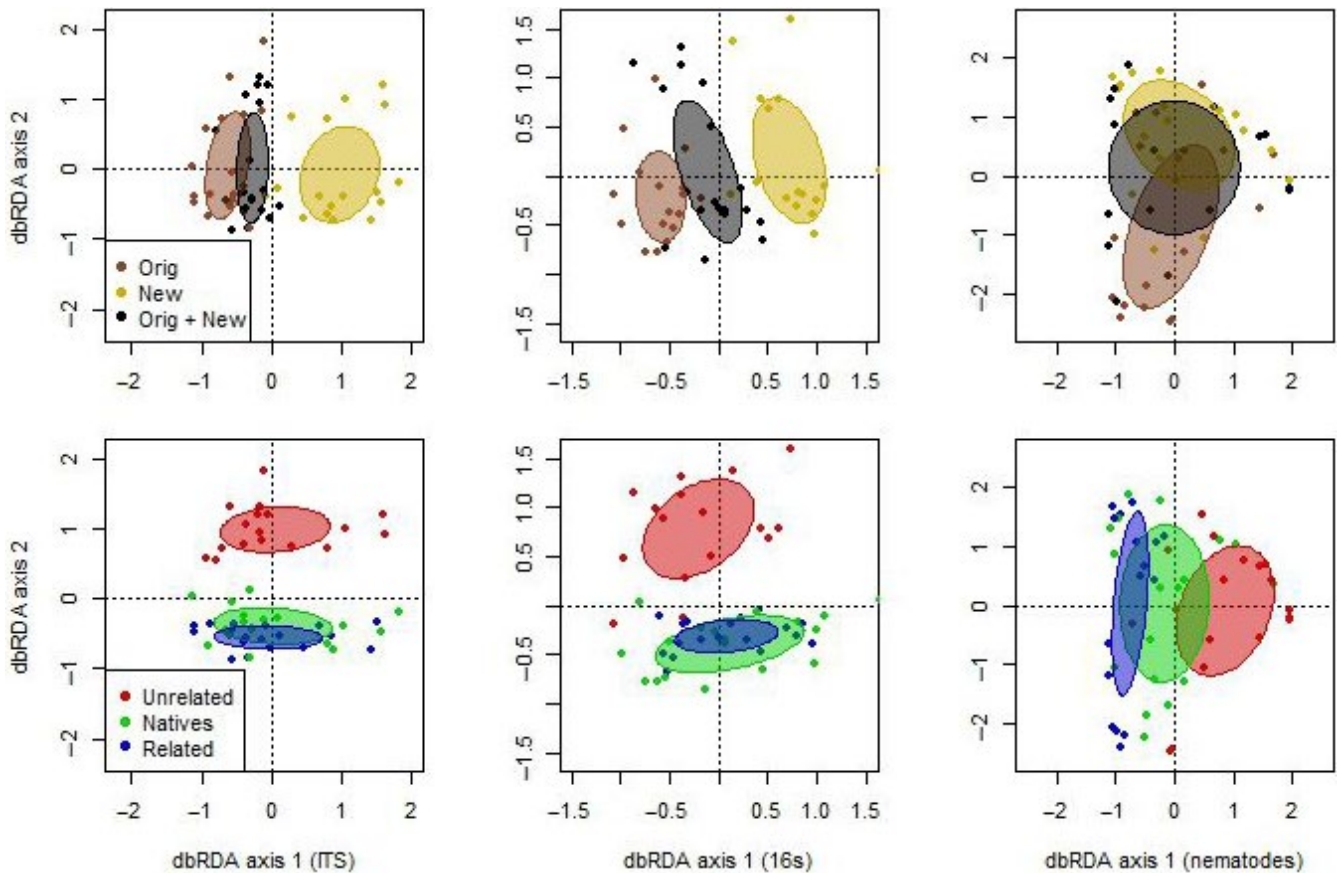 dbRDA axis 2
2
1
0
−1
−2
Orig
New
Orig + New
−2 −1 0 1 2
1.5
1.0
0.5
−0.5
−1.5
−1.5 −0.5 0.5 1.0 1.5
2
1
0
−1
−2
−2 −1 0 1 2
dbRDA axis 2
2
1
0
−1
−2
Unrelated
Natives
Related
−2 −1 0 1 2
1.5
1.0
0.5
−0.5
−1.5
−1.5 −0.5 0.5 1.0 1.5
2
1
0
−1
−2
−2 −1 0 1 2
dbRDA axis 1 (ITS)
dbRDA axis 1 (16s)
dbRDA axis 1 (nematodes)